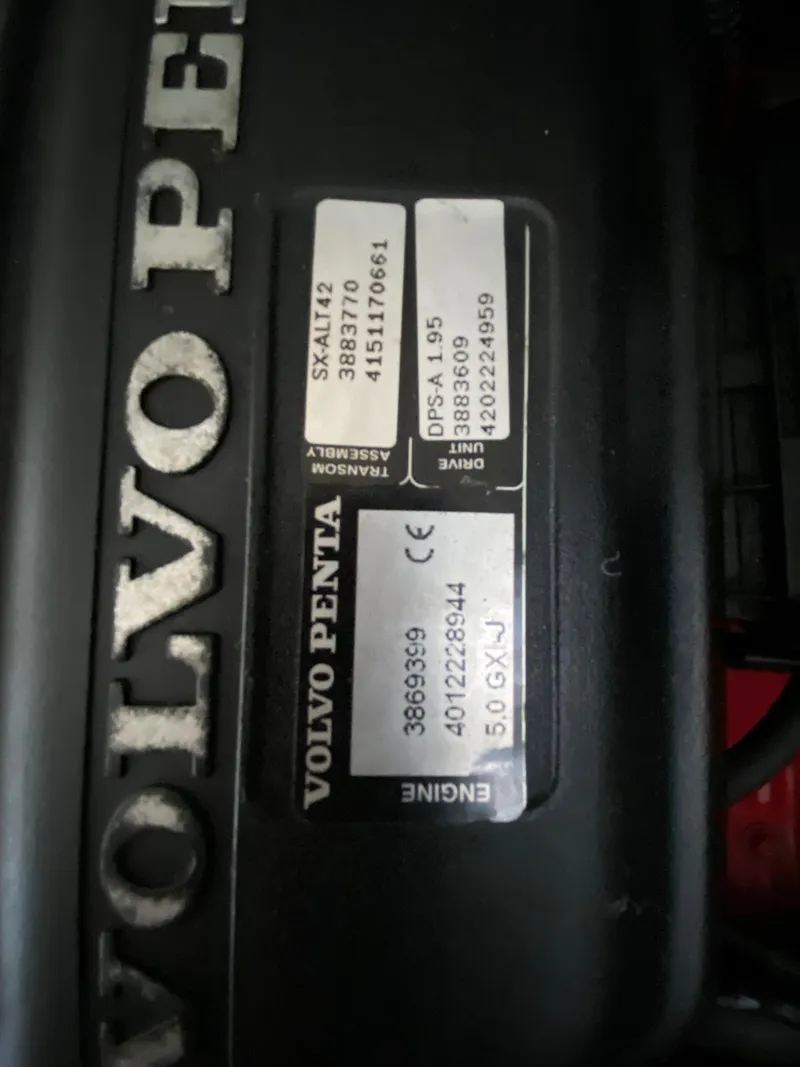 VOLVO PE
VOLVO PENTA
ENGINE
3869399 CE
4012228944
5.0 GXI-J
TRANSOM
ASSEMBLY
SX-ALT42
3883770
4151170661
DRIVE
UNIT
DPS-A 1.95
3883609
4202224959